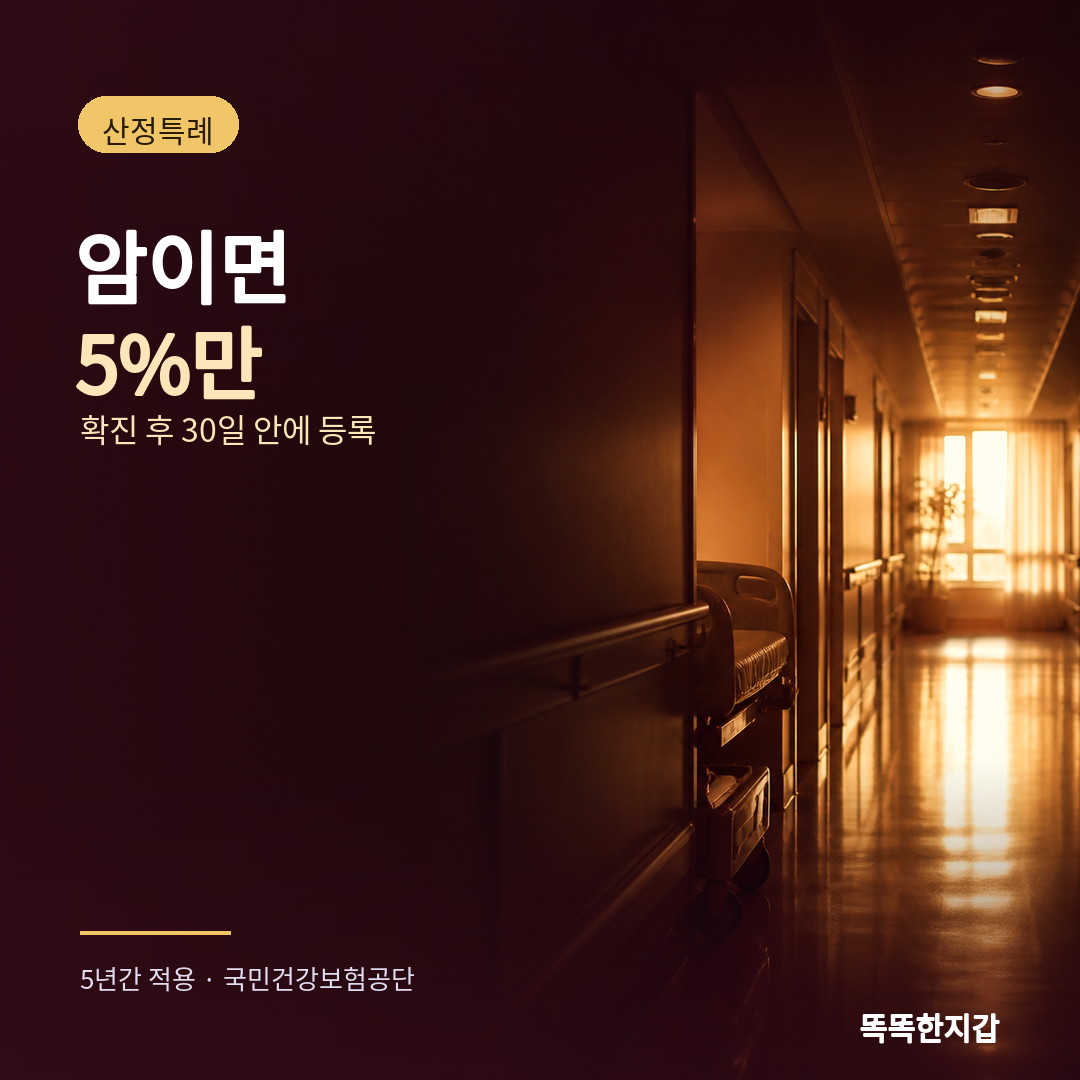 산정특례
암이면
5%만
확진 후 30일 안에 등록
5년간 적용 · 국민건강보험공단
똑똑한지갑